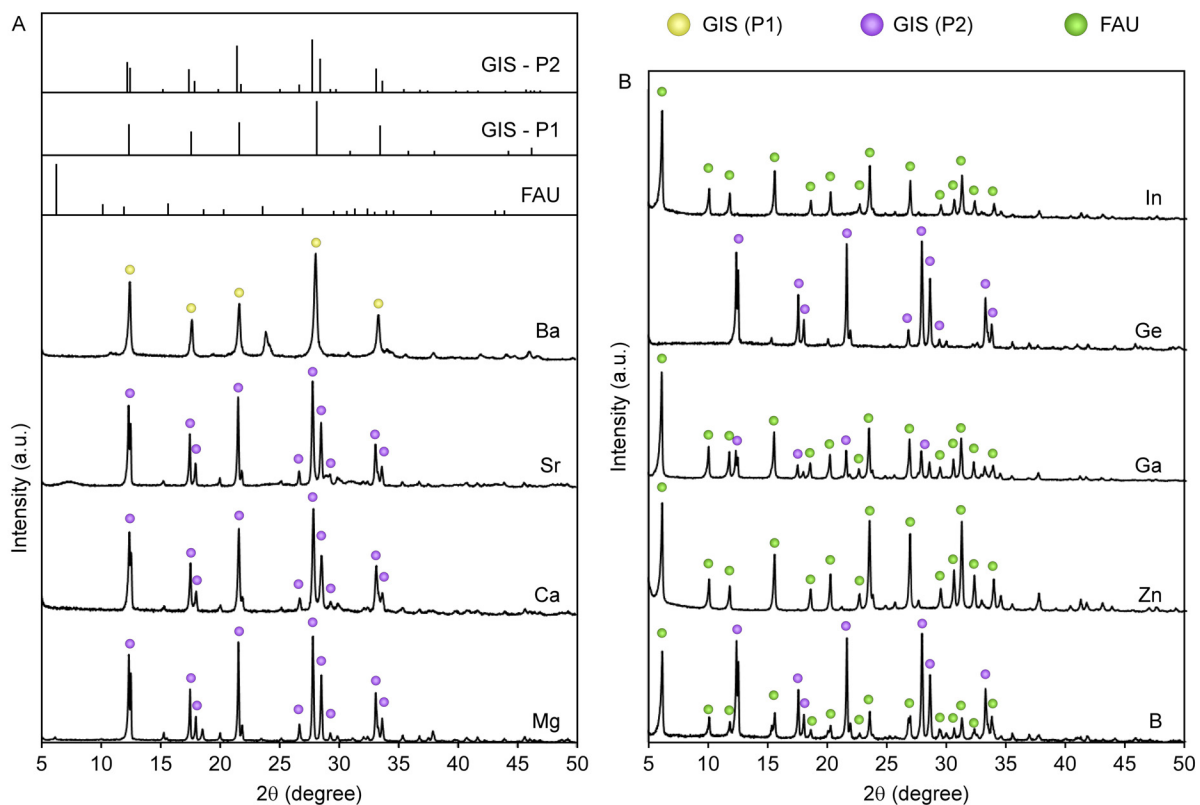 A
GIS - P2
GIS - P1
FAU
Ba
Sr
Ca
Mg
Intensity (a.u.)
5 10 15 20 25 30 35 40 45 50
2θ (degree)
GIS (P1) GIS (P2) FAU
B
In
Ge
Ga
Zn
B
Intensity (a.u.)
5 10 15 20 25 30 35 40 45 50
2θ (degree)